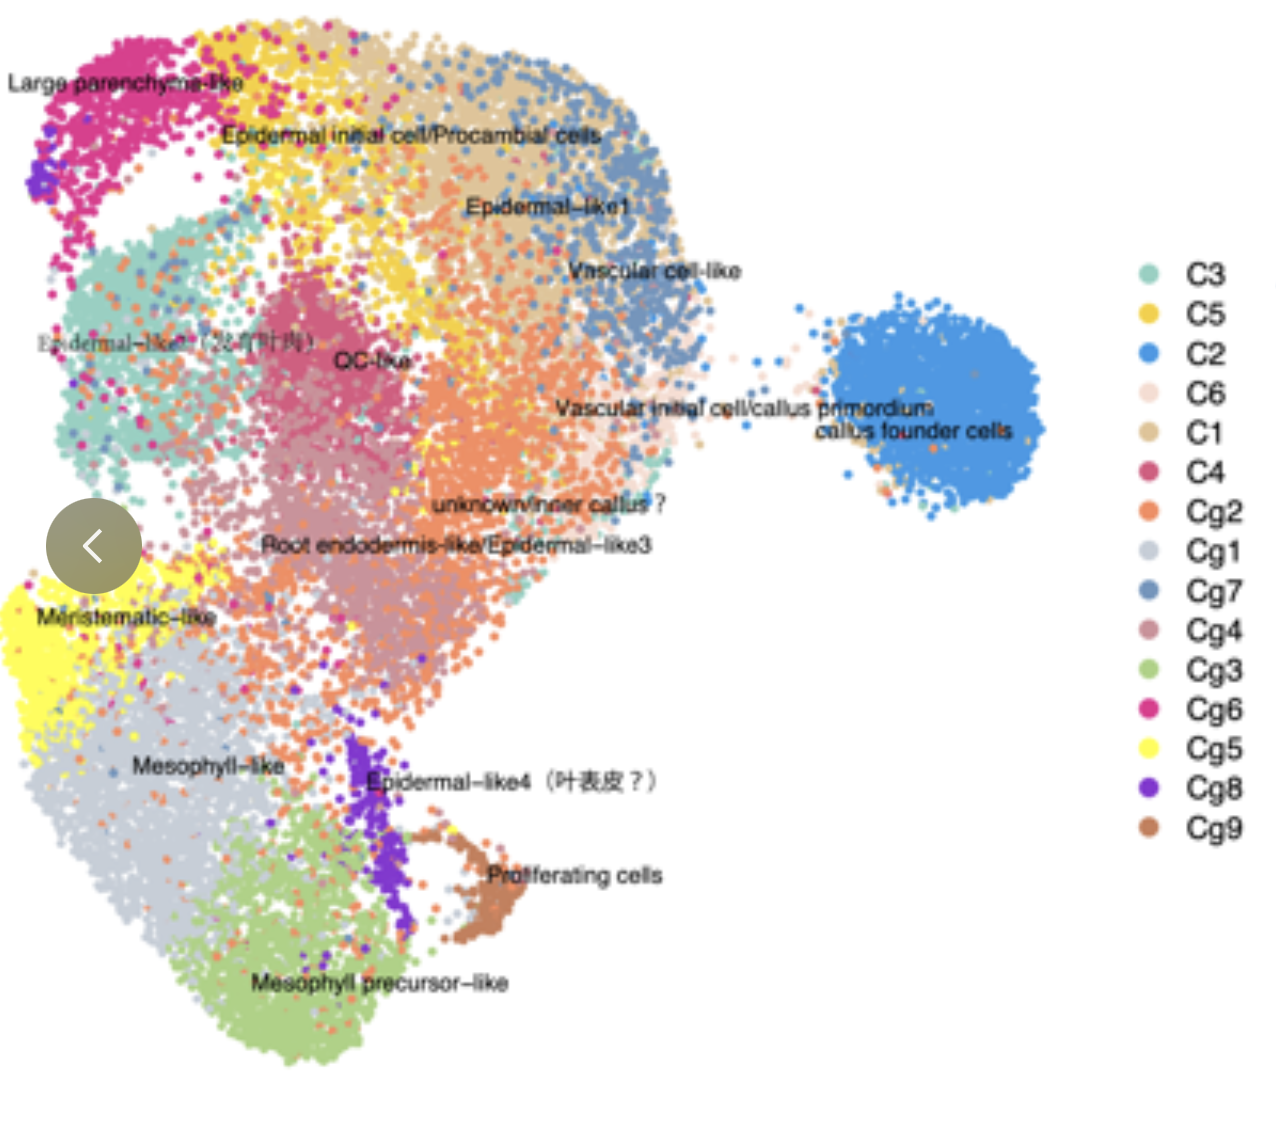 Large parenchyme-like
Epidermal initial cell/Procambial cells
Epidermal-like1
Vascular cell-like
Epidermal-like2
QC-like
Vascular initial cell/callus primordium
callus founder cells
unknown/inner callus ?
Root endodermis-like/Epidermal-like3
Meristematic-like
Mesophyll-like
Epidermal-like4（叶表皮？）
Proliferating cells
Mesophyll precursor-like
C3
C5
C2
C6
C1
C4
Cg2
Cg1
Cg7
Cg4
Cg3
Cg6
Cg5
Cg8
Cg9